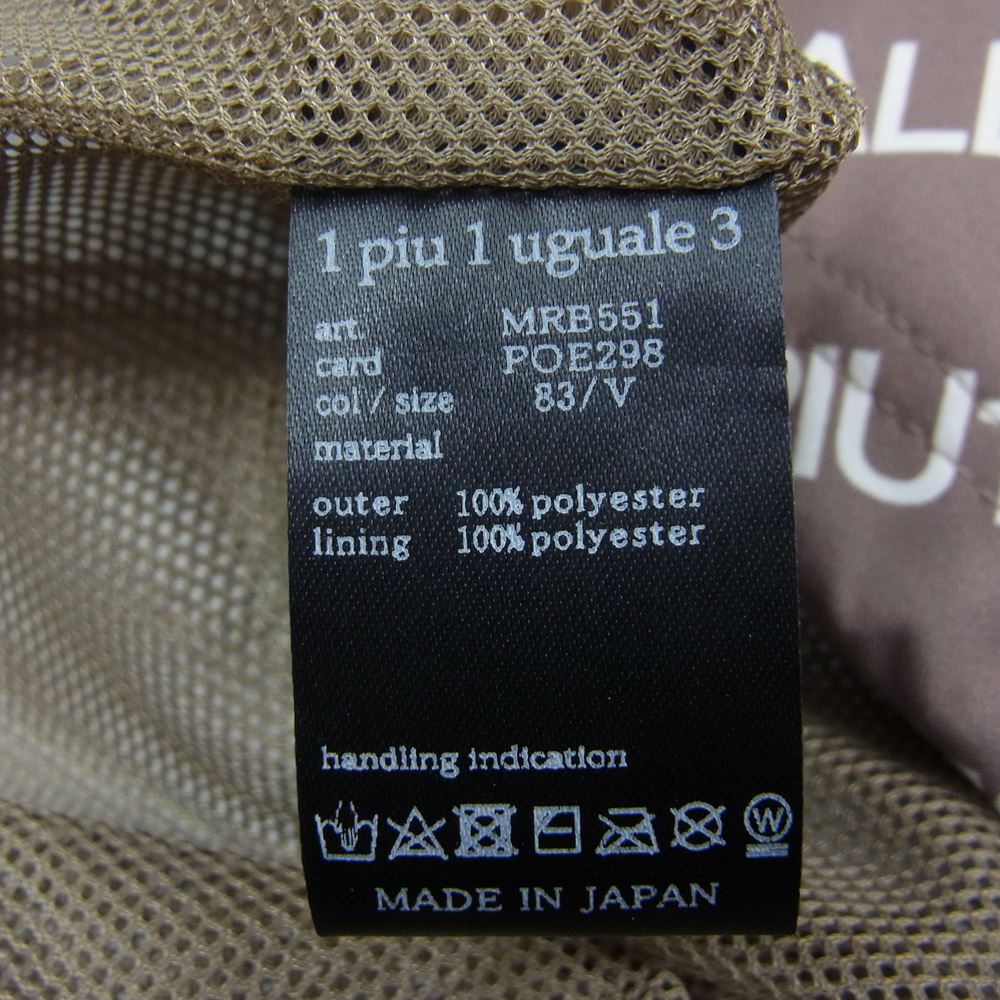 1 piu 1 uguale 3
art. MRB551
card POE298
col / size 83/V
material
outer 100% polyester
lining 100% polyester
handling indication
W
MADE IN JAPAN
PIU